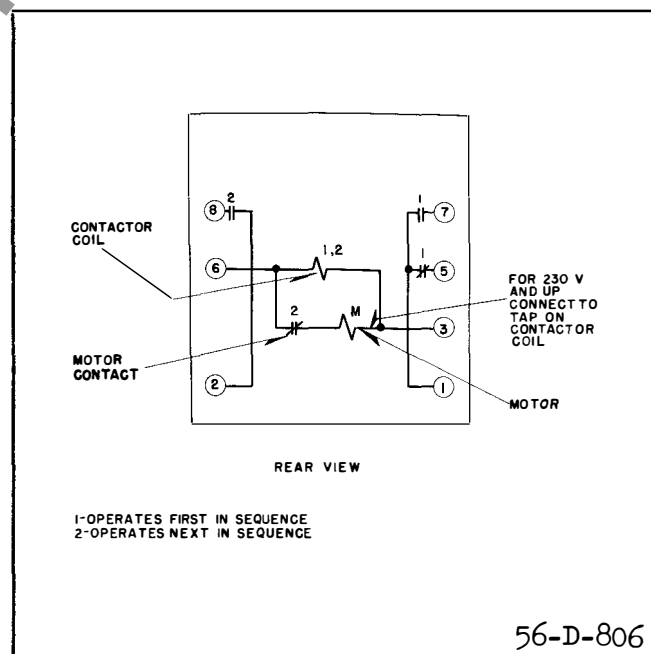 2
1
8
7
CONTACTOR
COIL
1,2
6
5
1
FOR 230 V
AND UP
CONNECT TO
TAP ON
CONTACTOR
COIL
2
M
3
MOTOR
CONTACT
2
1
MOTOR
REAR VIEW
1-OPERATES FIRST IN SEQUENCE
2-OPERATES NEXT IN SEQUENCE
56-D-806